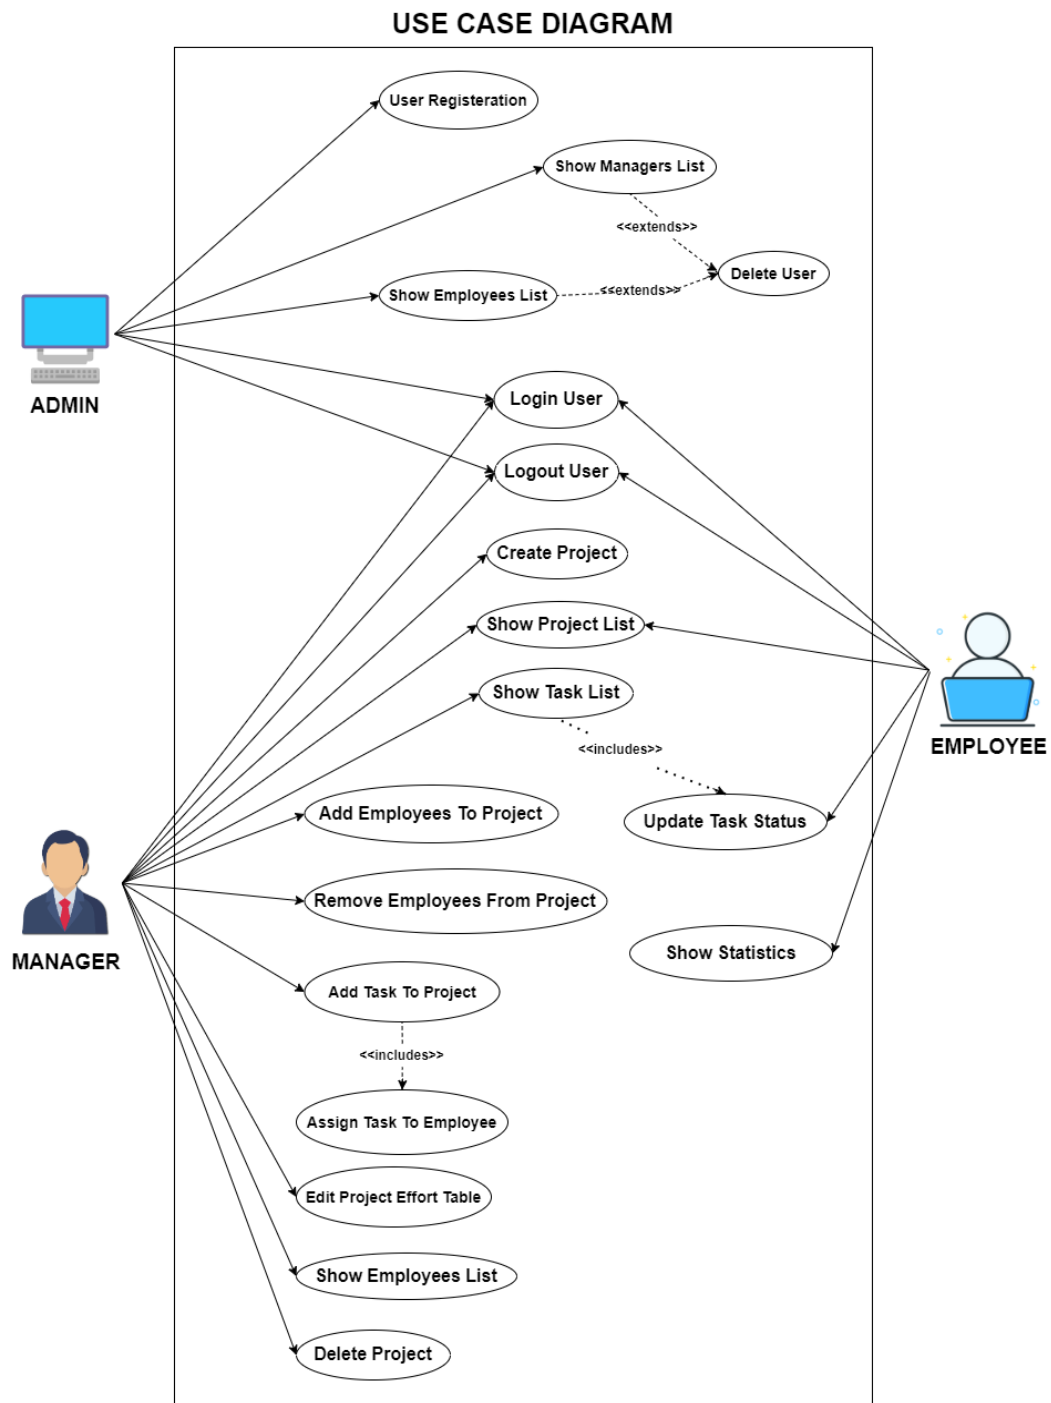 USE CASE DIAGRAM
User Registeration
Show Managers List
<<extends>>
Delete User
Show Employees List
<<extends>>
ADMIN
Login User
Logout User
Create Project
Show Project List
Show Task List
<<includes>>
EMPLOYEE
Add Employees To Project
Update Task Status
Remove Employees From Project
MANAGER
Show Statistics
Add Task To Project
<<includes>>
Assign Task To Employee
Edit Project Effort Table
Show Employees List
Delete Project